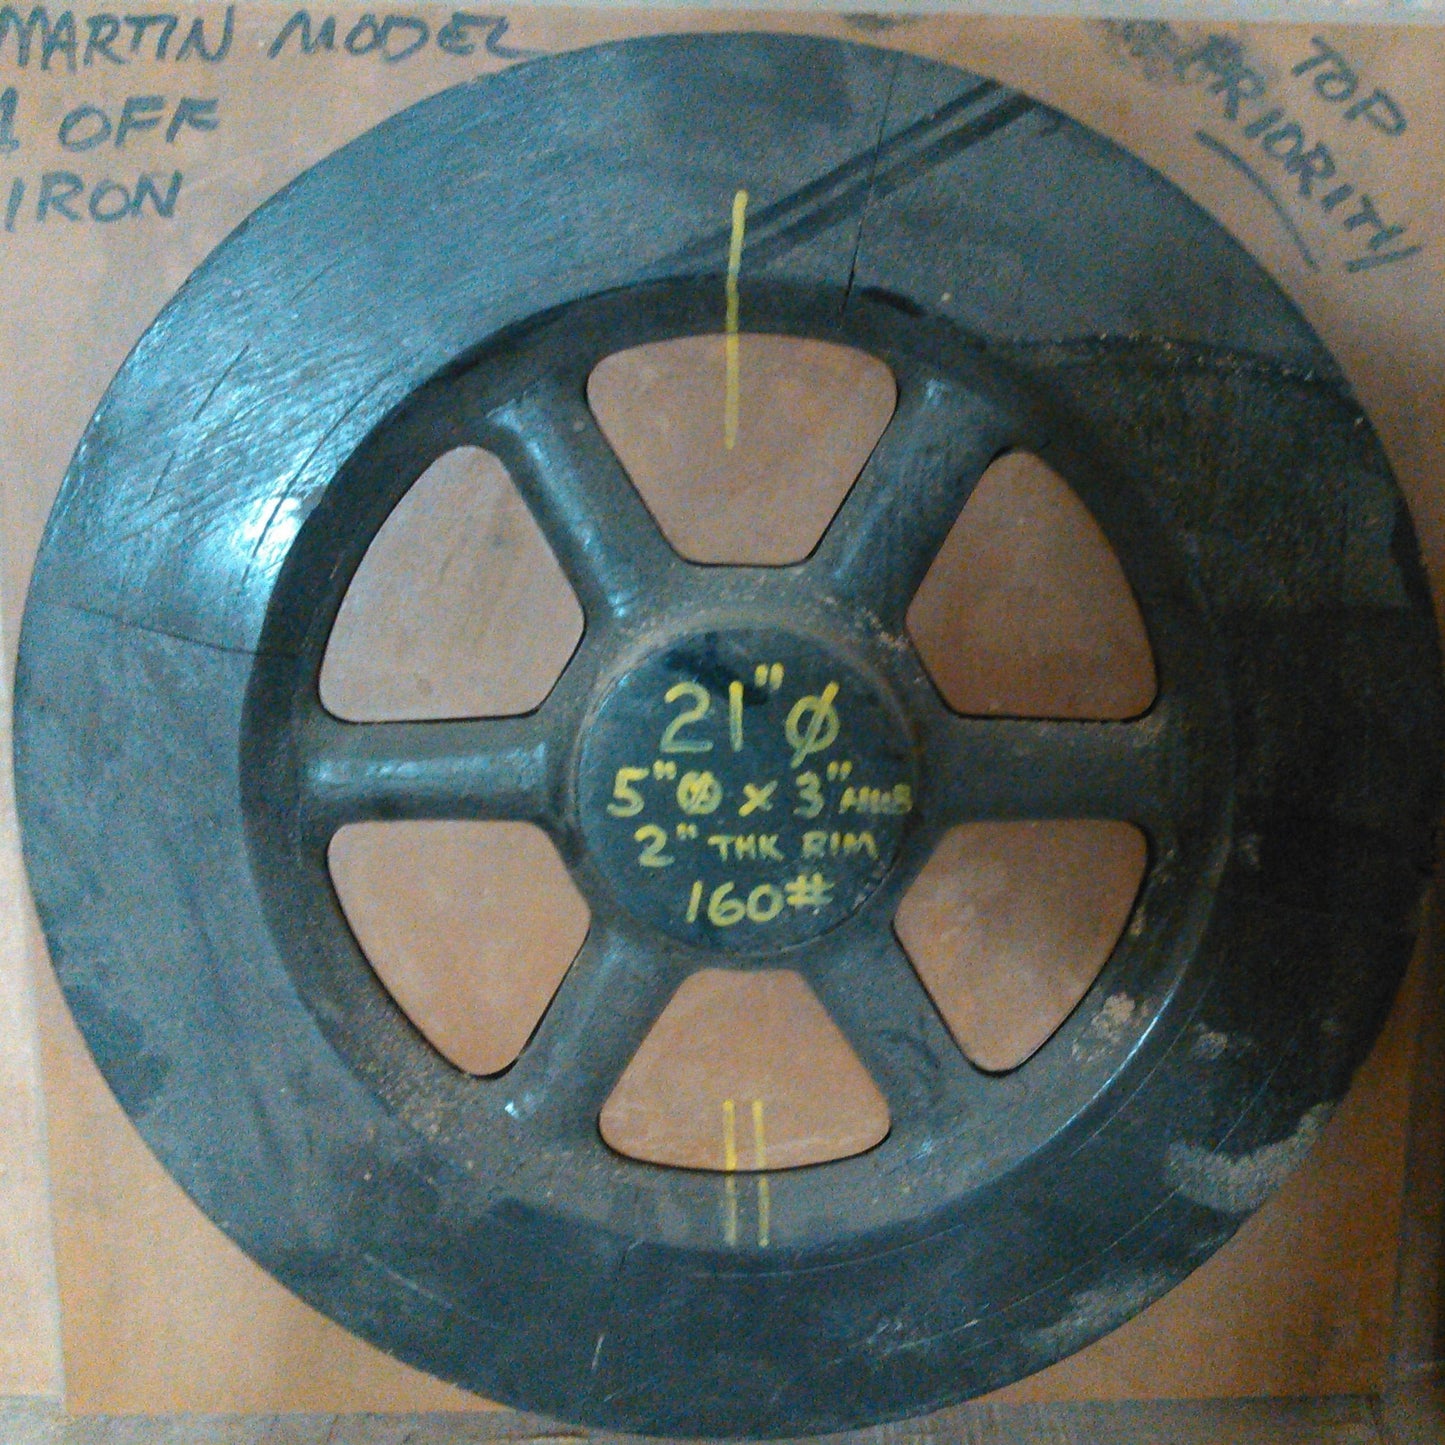 MARTIN MODEL
1 OFF
IRON
TOP
PRIORITY
21"Ø
5"Ø x 3" HUB
2" THK RIM
160#